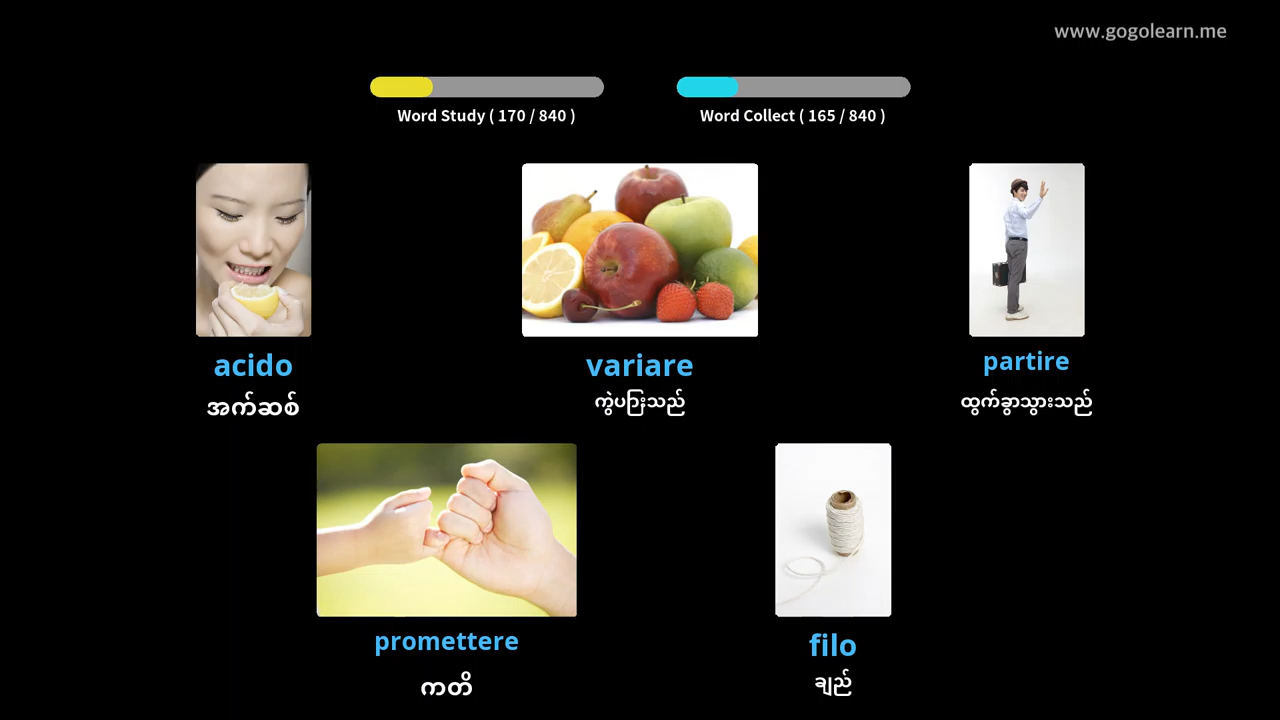 www.gogolearn.me
Word Study ( 170 / 840 )
Word Collect ( 165 / 840 )
acido
variare
partire
အက်ဆစ်
ကွဲပြားသည်
ထွက်ခွာသွားသည်
promettere
filo
ကတိ
ချည်